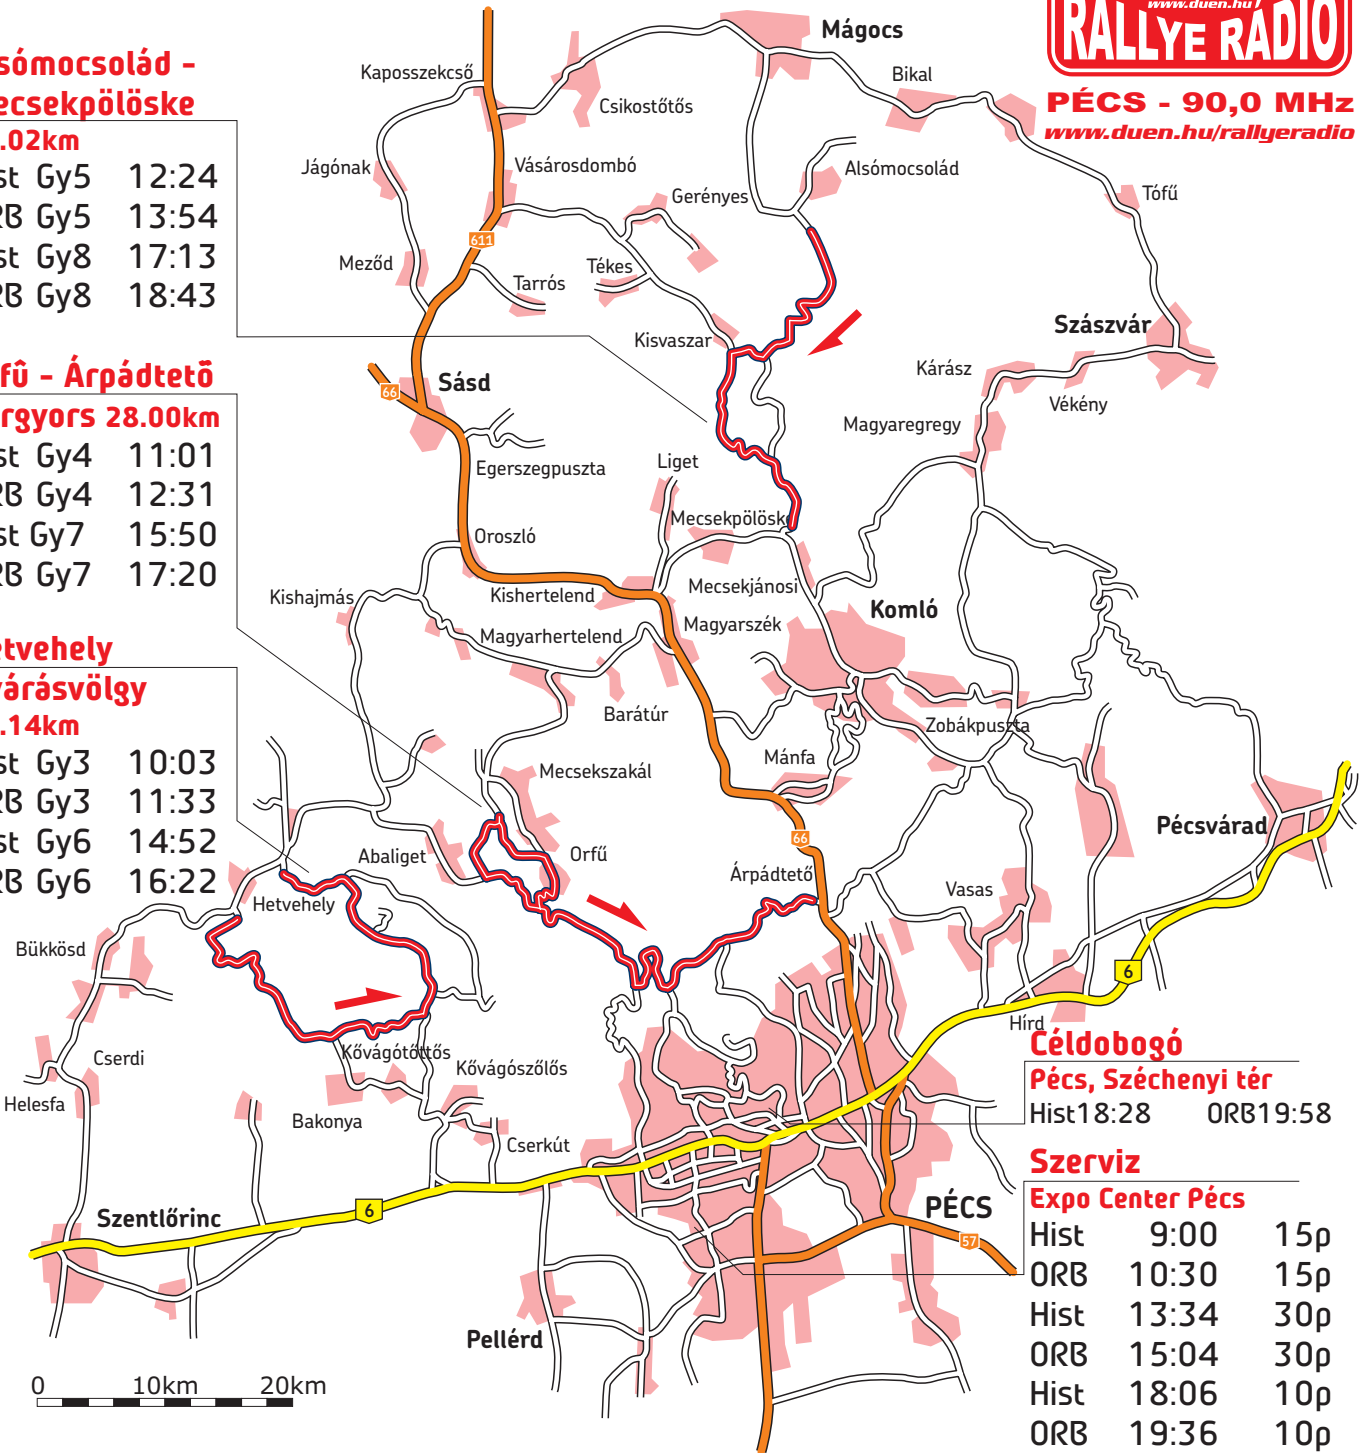 www.duen.hu
RALLYE RÁDIÓ
PÉCS - 90,0 MHz
www.duen.hu/rallyeradio
sómocsolád -
ecsekpölöske
.02km
st Gy5 12:24
RB Gy5 13:54
st Gy8 17:13
RB Gy8 18:43
fû - Árpádtetõ
rgyors 28.00km
st Gy4 11:01
RB Gy4 12:31
st Gy7 15:50
RB Gy7 17:20
etvehely
várásvölgy
.14km
st Gy3 10:03
RB Gy3 11:33
st Gy6 14:52
RB Gy6 16:22
Mágocs
Kaposszekcső
Bikal
Csikostőtős
Jágónak
Vásárosdombó
Alsómocsolád
Gerényes
Tófű
611
Meződ
Tékes
Tarrós
Kisvaszar
Szászvár
Kárász
Sásd
66
Vékény
Magyaregregy
Liget
Egerszegpuszta
Mecsekpölöske
Oroszló
Mecsekjánosi
Kishertelend
Kishajmás
Komló
Magyarszék
Magyarhertelend
Barátúr
Zobákpuszta
Mánfa
Mecsekszakál
Pécsvárad
66
Orfű
Abaliget
Árpádtető
Vasas
Hetvehely
Bükkösd
6
Hírd
Kővágótöttös
Cserdi
Kővágószőlős
Helesfa
Bakonya
Cserkút
PÉCS
6
Szentlőrinc
57
Pellérd
Céldobogó
Pécs, Széchenyi tér
Hist18:28 ORB19:58
Szerviz
Expo Center Pécs
Hist 9:00 15p
ORB 10:30 15p
Hist 13:34 30p
ORB 15:04 30p
Hist 18:06 10p
ORB 19:36 10p
0 10km 20km